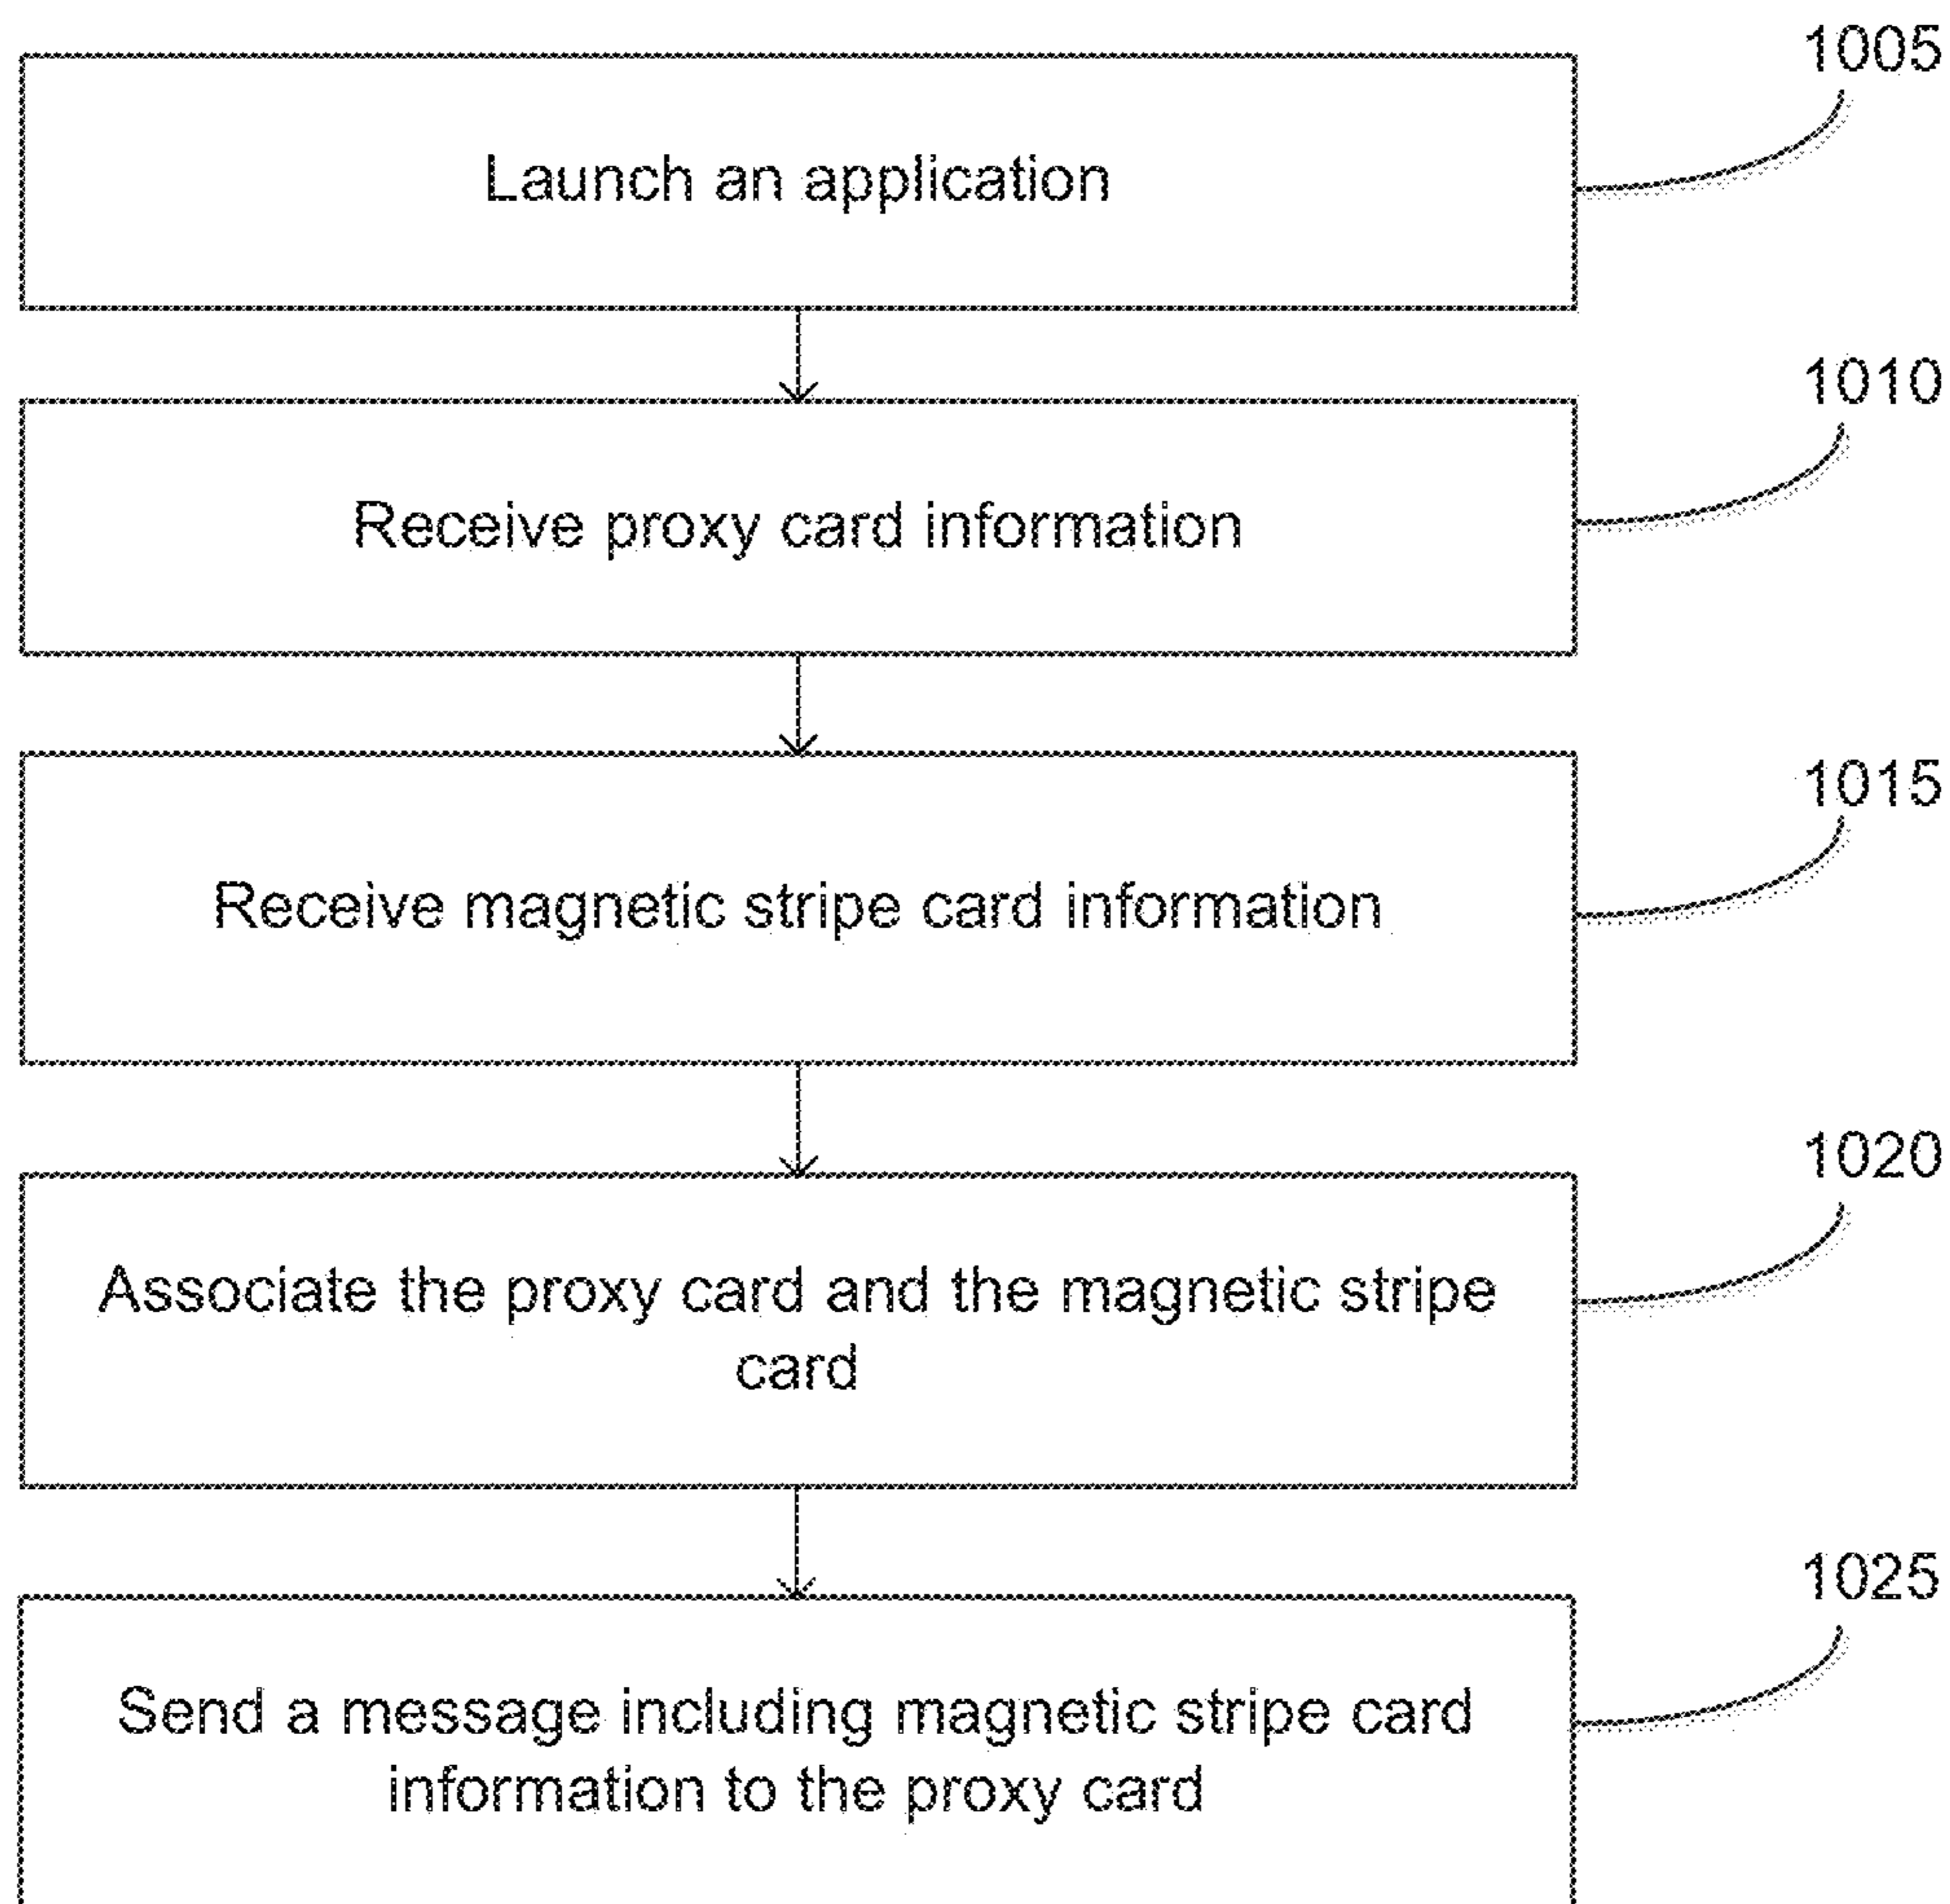 1005
Launch an application
1010
Receive proxy card information
1015
Receive magnetic stripe card information
1020
Associate the proxy card and the magnetic stripe
card
1025
Send a message including magnetic stripe card
information to the proxy card